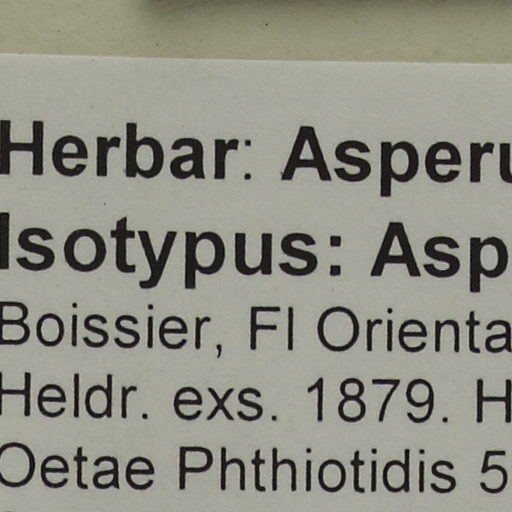 Herbar: Asperu
Isotypus: Asp
Boissier, Fl Orienta
Heldr. exs. 1879. H
Oetae Phthiotidis 5